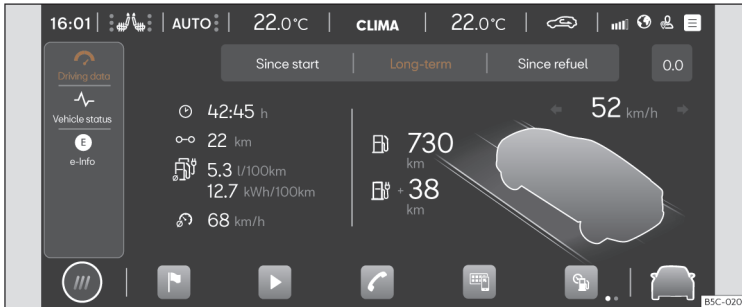 16:01 AUTO 22.0°C CLIMA 22.0°C
Since start Long-term Since refuel 0.0
Driving data
Vehicle status
E
e-Info
42:45 h
22 km
5.3 l/100km
12.7 kWh/100km
68 km/h
730
km
+ 38
km
52 km/h
B5C-020